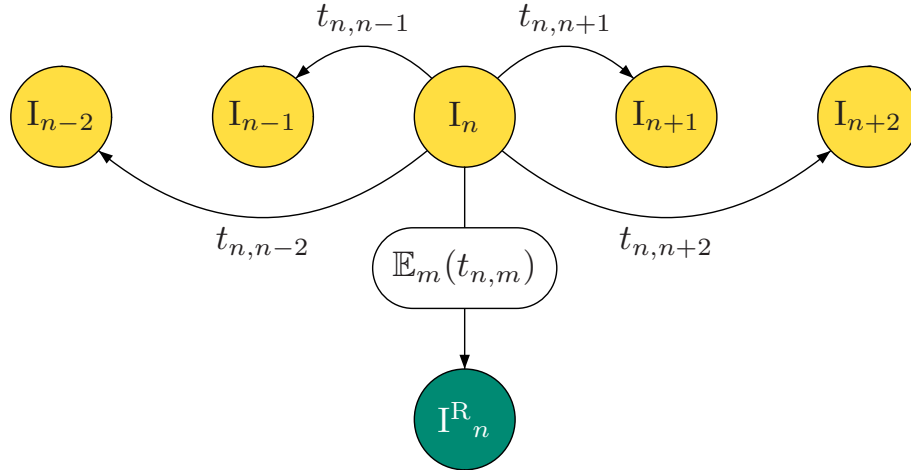 t_{n,n−1} t_{n,n+1}
I_{n−2} I_{n−1} I_n I_{n+1} I_{n+2}
t_{n,n−2} t_{n,n+2}
𝔼_m(t_{n,m})
I^R_n